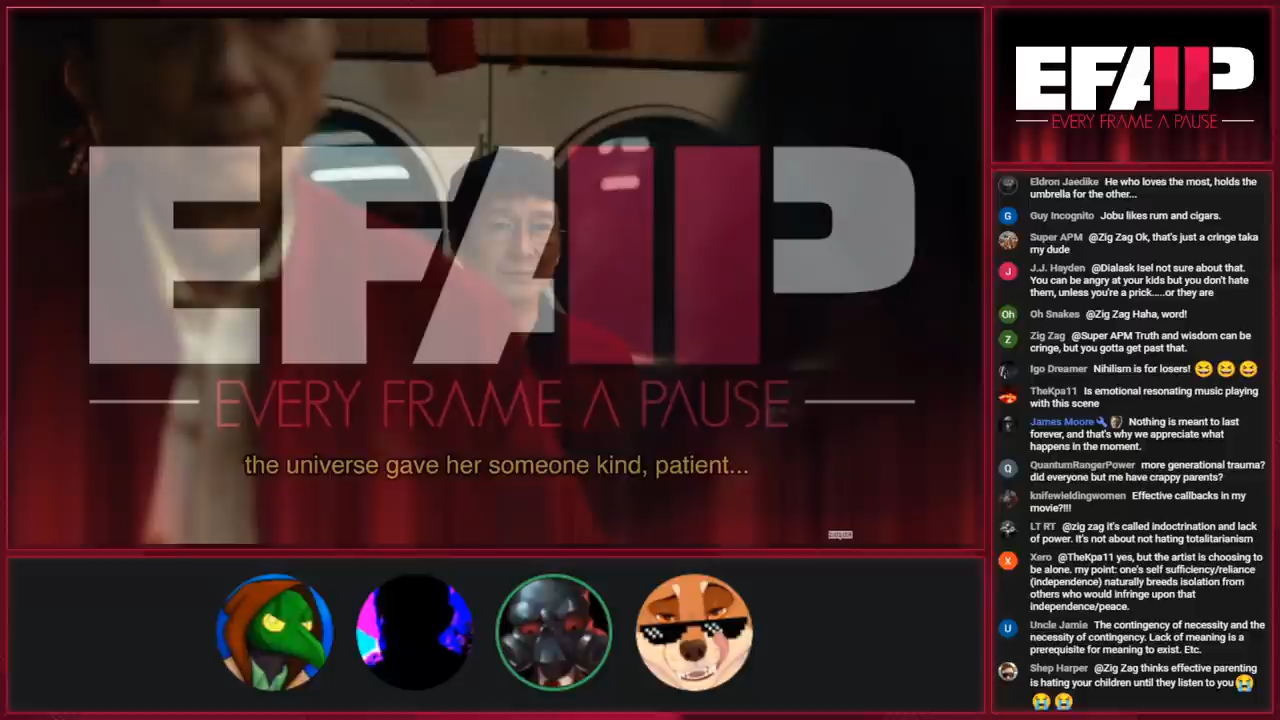 EFAP
EVERY FRAME A PAUSE
the universe gave her someone kind, patient...
EFAP
EVERY FRAME A PAUSE
Eldron Jaedike He who loves the most, holds the
umbrella for the other...
G
Guy Incognito Jobu likes rum and cigars.
Super APM @Zig Zag Ok, that's just a cringe taka
my dude
J
J.J. Hayden @Dialask Isel not sure about that.
You can be angry at your kids but you don't hate
them, unless you're a prick.....or they are
Oh
Oh Snakes @Zig Zag Haha, word!
Z
Zig Zag @Super APM Truth and wisdom can be
cringe, but you gotta get past that.
Igo Dreamer Nihilism is for losers! 😆 😆 😆
TheKpa11 Is emotional resonating music playing
with this scene
James Moore Nothing is meant to last
forever, and that's why we appreciate what
happens in the moment.
Q
QuantumRangerPower more generational trauma?
did everyone but me have crappy parents?
knifewieldingwomen Effective callbacks in my
movie?!!!
LT RT @zig zag it's called indoctrination and lack
of power. It's not about not hating totalitarianism
X
Xero @TheKpa11 yes, but the artist is choosing to
be alone. my point: one's self sufficiency/reliance
(independence) naturally breeds isolation from
others who would infringe upon that
independence/peace.
U
Uncle Jamie The contingency of necessity and the
necessity of contingency. Lack of meaning is a
prerequisite for meaning to exist. Etc.
Shep Harper @Zig Zag thinks effective parenting
is hating your children until they listen to you 😭
😭 😭